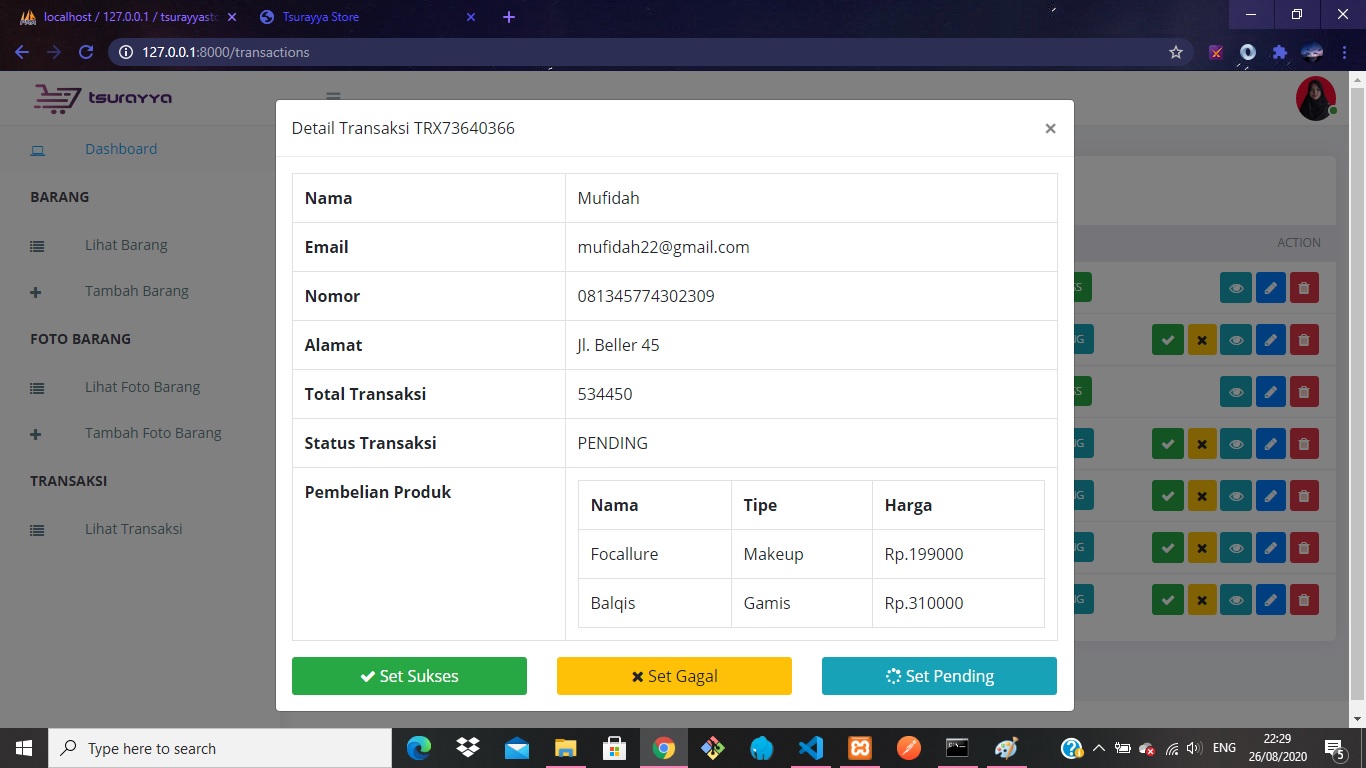 localhost / 127.0.0.1 / tsurayyast
Tsurayya Store
127.0.0.1:8000/transactions
tsurayya
Dashboard
BARANG
Lihat Barang
Tambah Barang
FOTO BARANG
Lihat Foto Barang
Tambah Foto Barang
TRANSAKSI
Lihat Transaksi
Detail Transaksi TRX73640366
×
Nama Mufidah
Email mufidah22@gmail.com
Nomor 081345774302309
Alamat Jl. Beller 45
Total Transaksi 534450
Status Transaksi PENDING
Pembelian Produk
Nama Tipe Harga
Focallure Makeup Rp.199000
Balqis Gamis Rp.310000
Set Sukses Set Gagal Set Pending
ACTION
Type here to search
ENG
22:29
26/08/2020
5